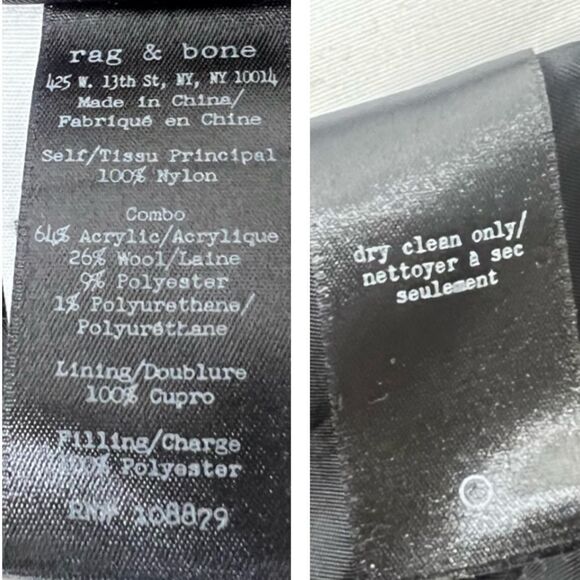 rag & bone
425 W. 13th St, NY, NY 10014
Made in China/
Fabriqué en Chine
Self/Tissu Principal
100% Nylon
Combo
64% Acrylic/Acrylique
26% Wool/Laine
9% Polyester
1% Polyurethane/
Polyuréthane
Lining/Doublure
100% Cupro
Filling/Charge
100% Polyester
RN# 108879
dry clean only/
nettoyer à sec
seulement